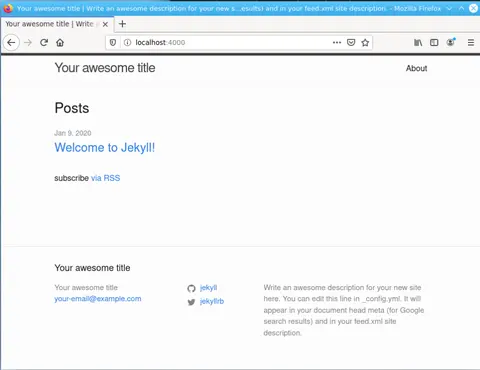 Your awesome title | Write an awesome description for your new s...esults) and in your feed.xml site description. - Mozilla Firefox
Your awesome title | Write
localhost:4000
Your awesome title
About
Posts
Jan 9, 2020
Welcome to Jekyll!
subscribe via RSS
Your awesome title
Your awesome title
your-email@example.com
jekyll
jekyllrb
Write an awesome description for your new site
here. You can edit this line in _config.yml. It will
appear in your document head meta (for Google
search results) and in your feed.xml site
description.